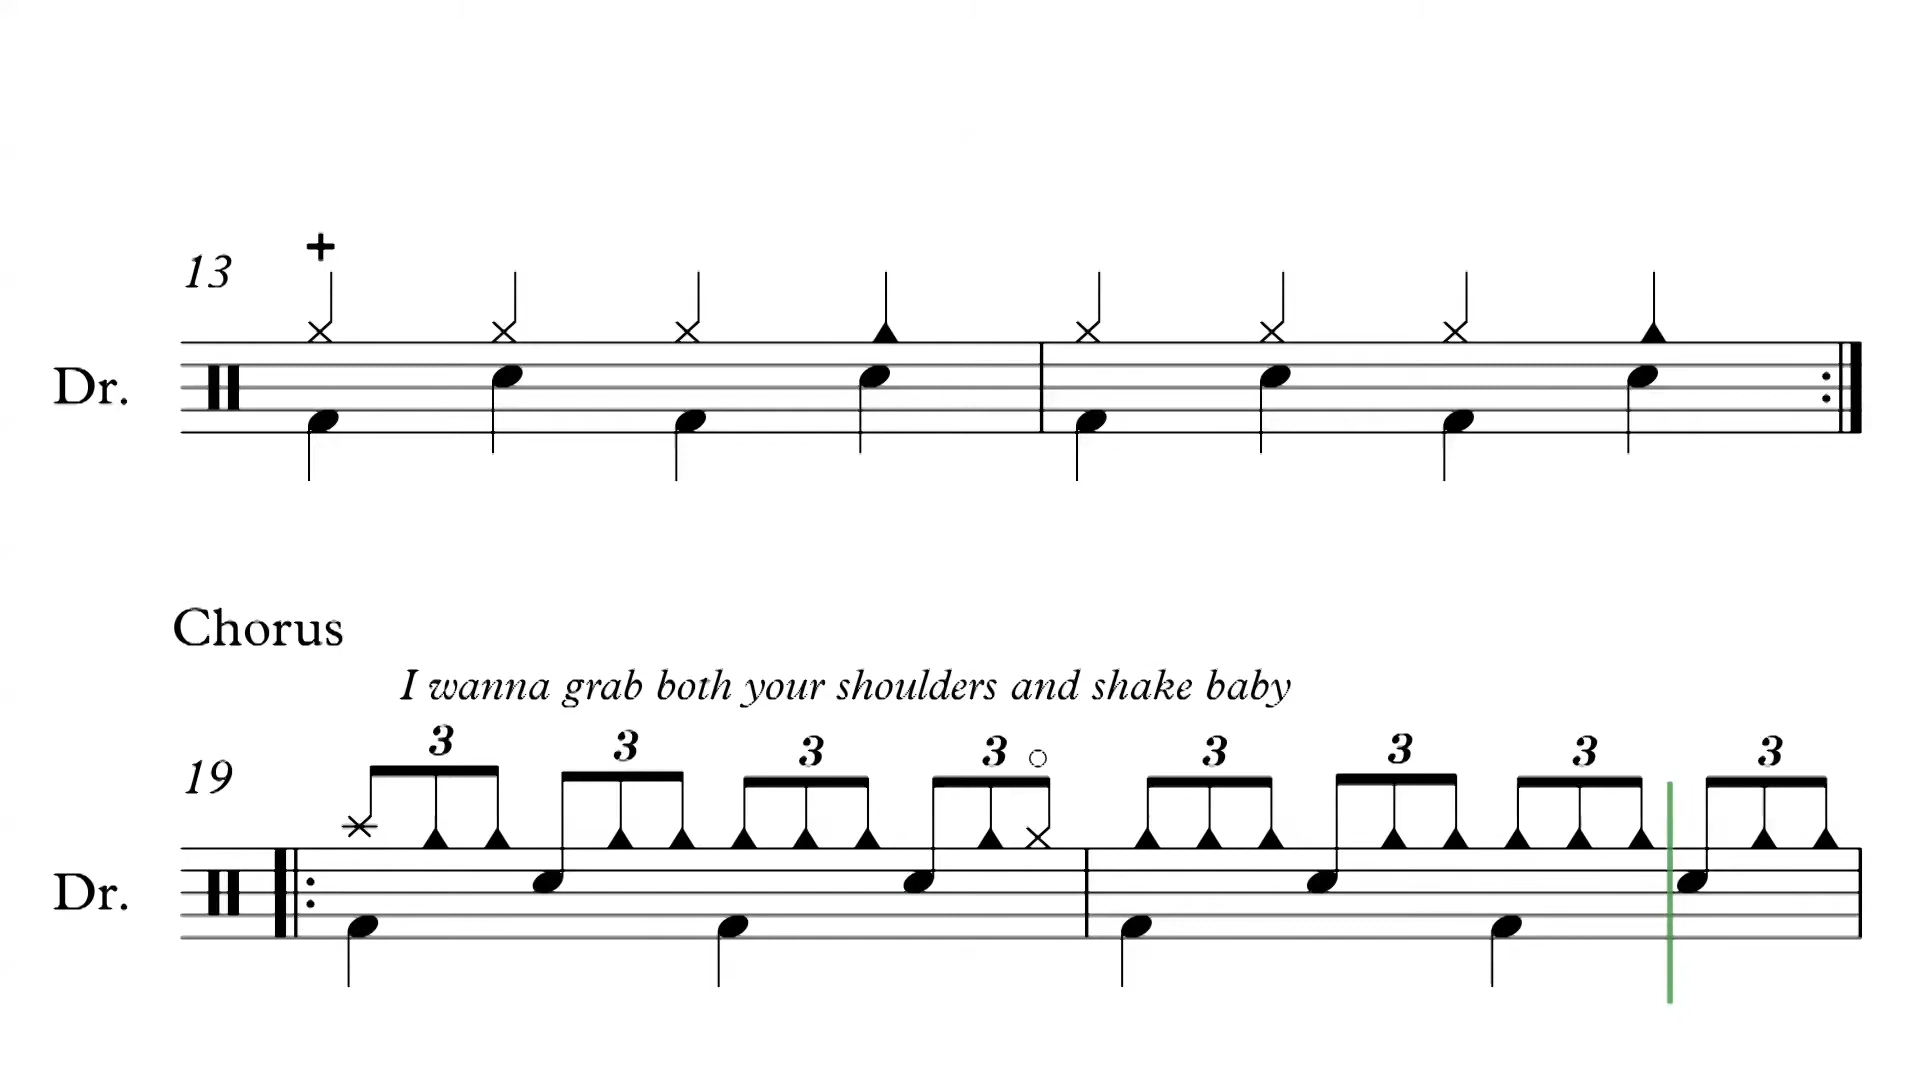 13
Dr.
Chorus
I wanna grab both your shoulders and shake baby
3 3 3 3 3 3 3 3
19
Dr.